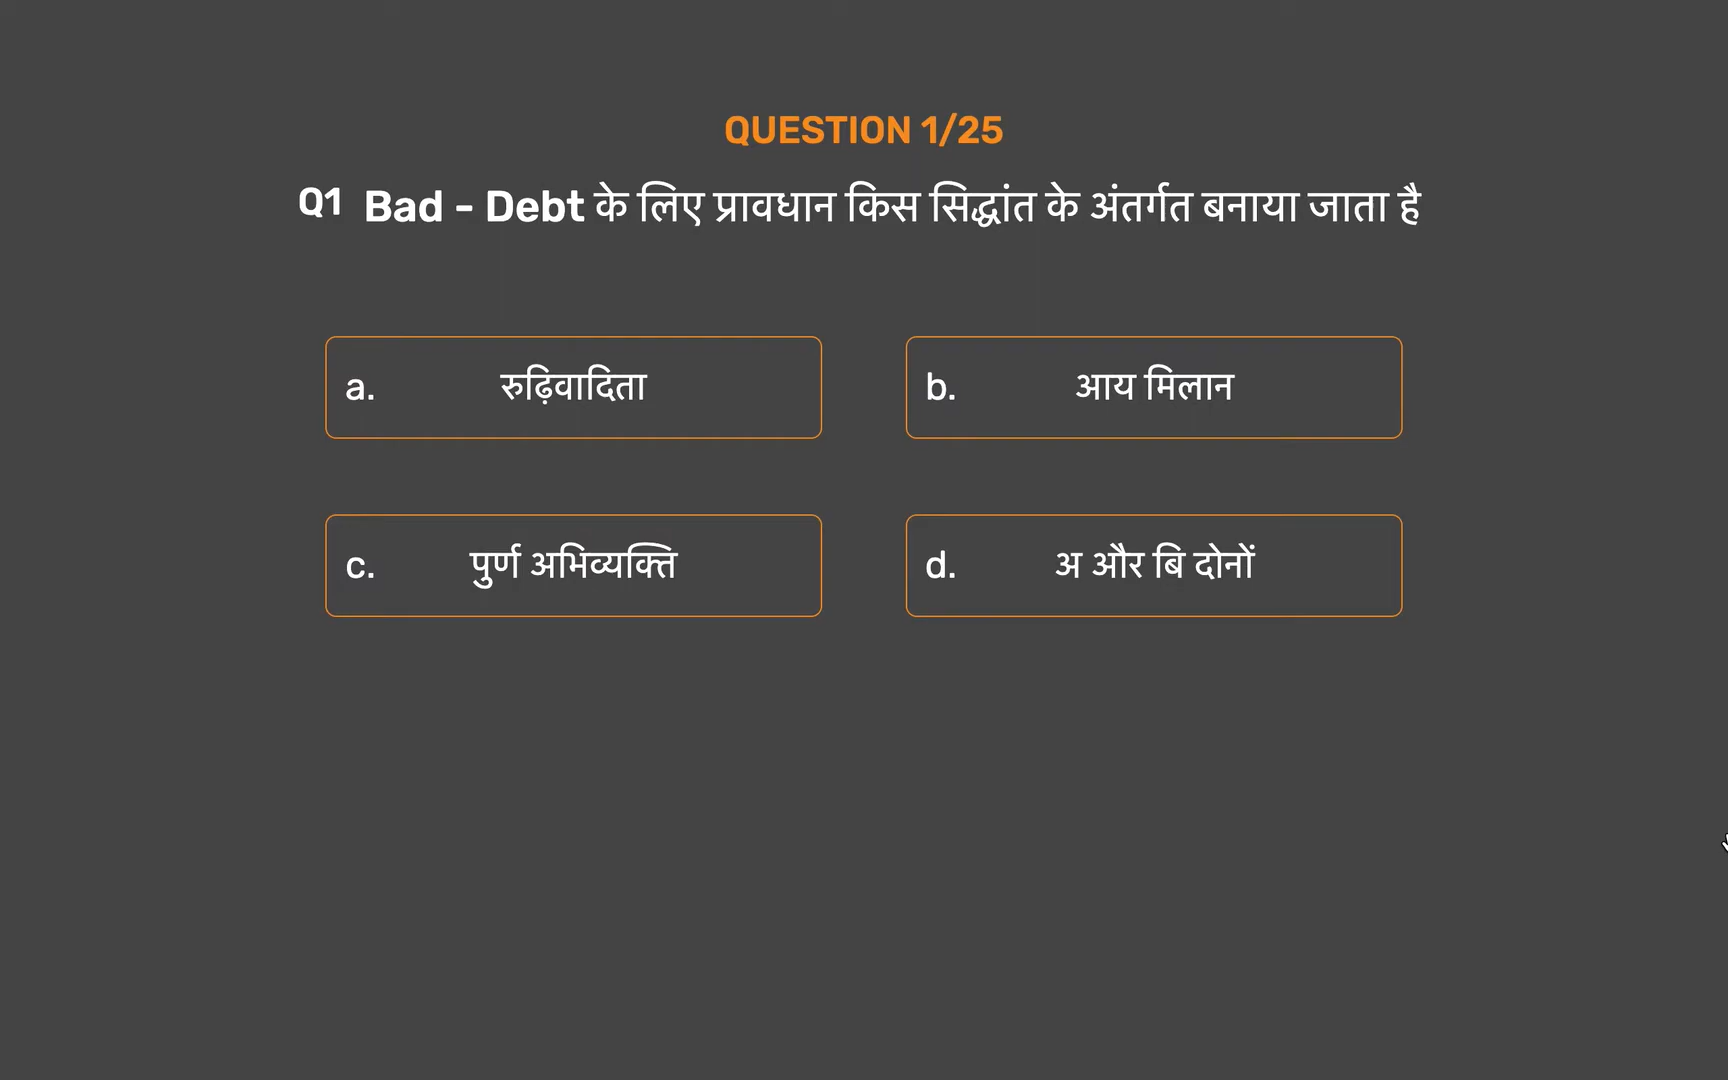 QUESTION 1/25
Q1 Bad - Debt के लिए प्रावधान किस सिद्धांत के अंतर्गत बनाया जाता है
a. रुढ़िवादिता
b. आय मिलान
c. पुर्ण अभिव्यक्ति
d. अ और बि दोनों